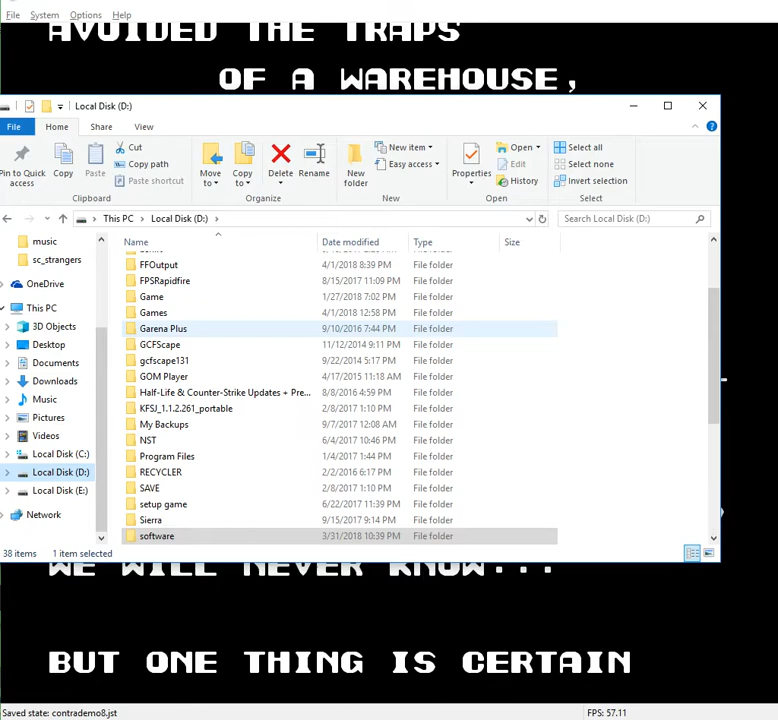 File System Options Help
AVOIDED THE TRAPS
OF A WAREHOUSE,
Local Disk (D:)
File Home Share View
Pin to Quick access
Copy
Paste
Cut
Copy path
Paste shortcut
Clipboard
Move to
Copy to
Delete
Rename
Organize
New folder
New item
Easy access
New
Properties
Open
Edit
History
Open
Select all
Select none
Invert selection
Select
This PC Local Disk (D:)
Search Local Disk (D:)
music
sc_strangers
OneDrive
This PC
3D Objects
Desktop
Documents
Downloads
Music
Pictures
Videos
Local Disk (C:)
Local Disk (D:)
Local Disk (E:)
Network
Name Date modified Type Size
FFOutput 4/1/2018 8:39 PM File folder
FPSRapidfire 8/15/2017 11:09 PM File folder
Game 1/27/2018 7:02 PM File folder
Games 4/1/2018 12:58 PM File folder
Garena Plus 9/10/2016 7:44 PM File folder
GCFScape 11/12/2014 9:11 PM File folder
gcfscape131 9/22/2014 5:17 PM File folder
GOM Player 4/17/2015 11:18 AM File folder
Half-Life & Counter-Strike Updates + Pre... 8/8/2016 4:59 PM File folder
KFSJ_1.1.2.261_portable 2/8/2017 1:10 PM File folder
My Backups 9/7/2017 12:08 AM File folder
NST 6/4/2017 10:46 PM File folder
Program Files 1/4/2017 1:44 PM File folder
RECYCLER 2/2/2016 6:17 PM File folder
SAVE 2/8/2017 1:10 PM File folder
setup game 6/22/2017 11:39 PM File folder
Sierra 9/15/2017 9:14 PM File folder
software 3/31/2018 10:39 PM File folder
38 items 1 item selected
WE WILL NEVER KNOW...
BUT ONE THING IS CERTAIN
Saved state: contrademo8.jst FPS: 57.11